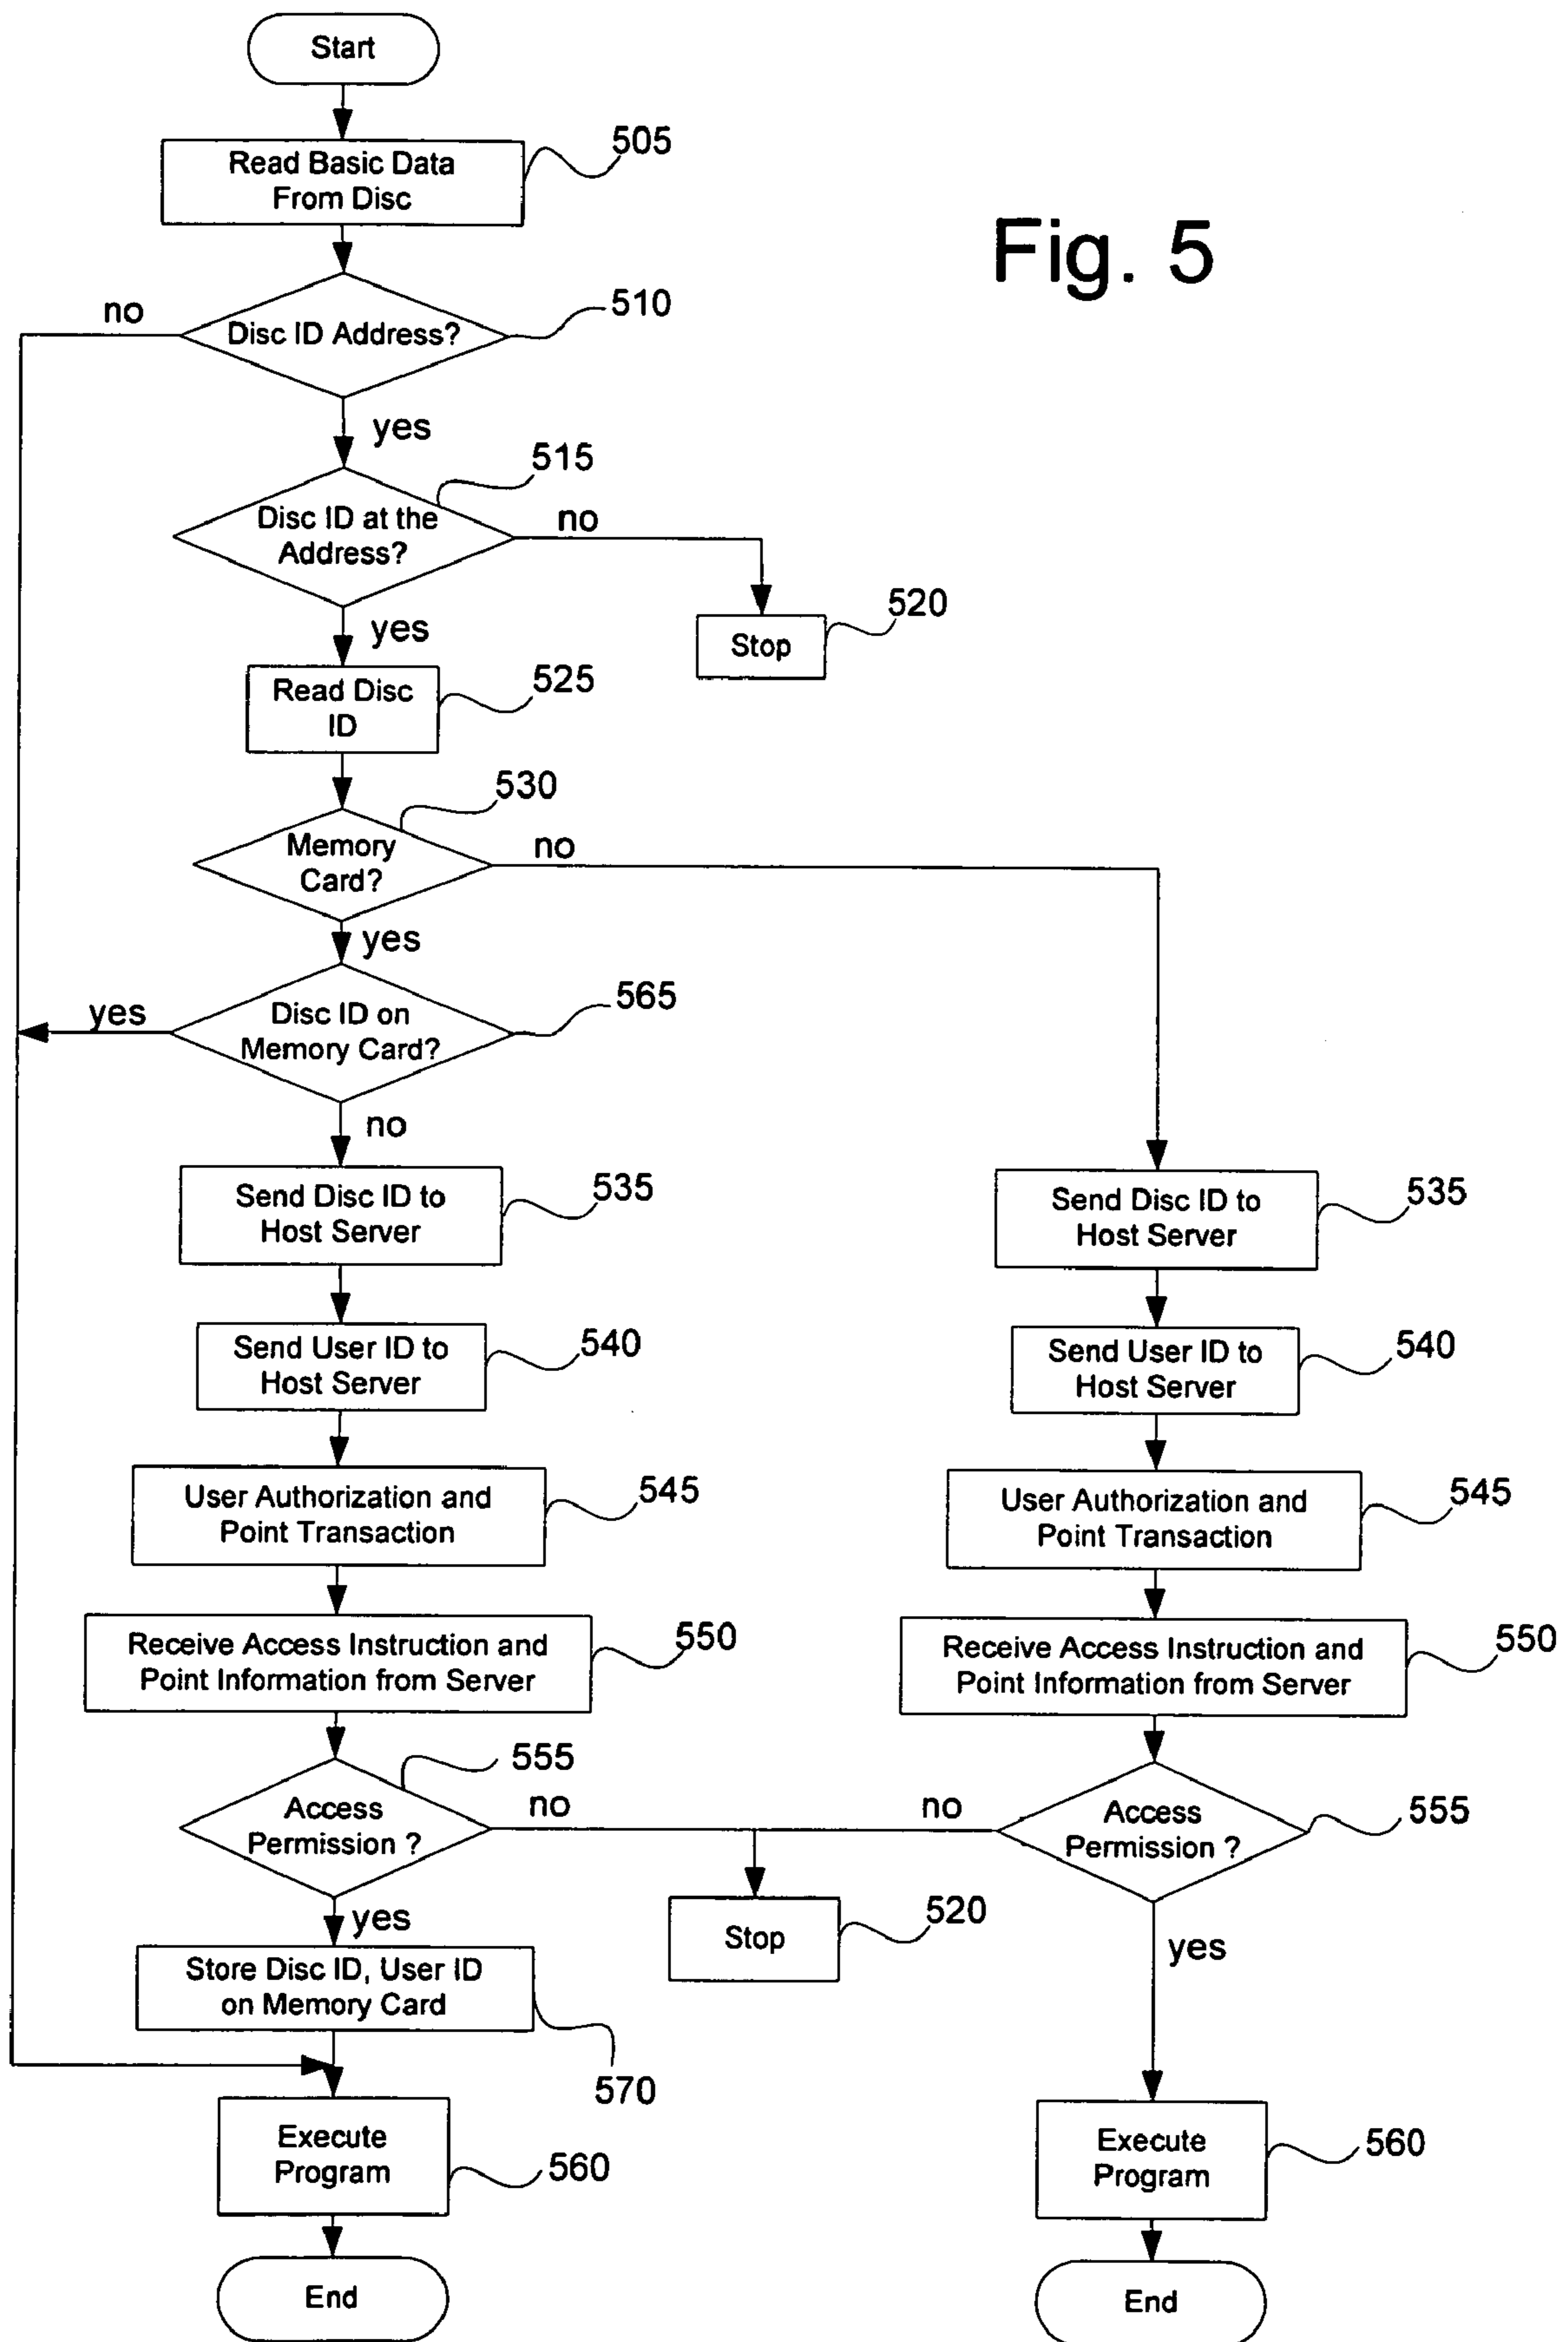 Start
Read Basic Data
From Disc
505
Fig. 5
no
Disc ID Address?
510
yes
515
Disc ID at the
Address?
no
520
Stop
yes
Read Disc
ID
525
530
Memory
Card?
no
yes
565
yes
Disc ID on
Memory Card?
no
Send Disc ID to
Host Server
535
Send Disc ID to
Host Server
535
Send User ID to
Host Server
540
Send User ID to
Host Server
540
User Authorization and
Point Transaction
545
User Authorization and
Point Transaction
545
Receive Access Instruction and
Point Information from Server
550
Receive Access Instruction and
Point Information from Server
550
555
Access
Permission ?
no
no
Access
Permission ?
555
yes
Stop
520
yes
Store Disc ID, User ID
on Memory Card
570
Execute
Program
560
Execute
Program
560
End
End